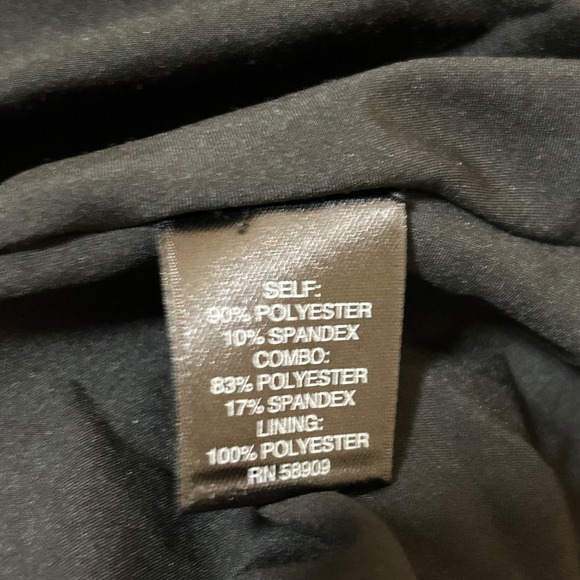 SELF:
90% POLYESTER
10% SPANDEX
COMBO:
83% POLYESTER
17% SPANDEX
LINING:
100% POLYESTER
RN 58909